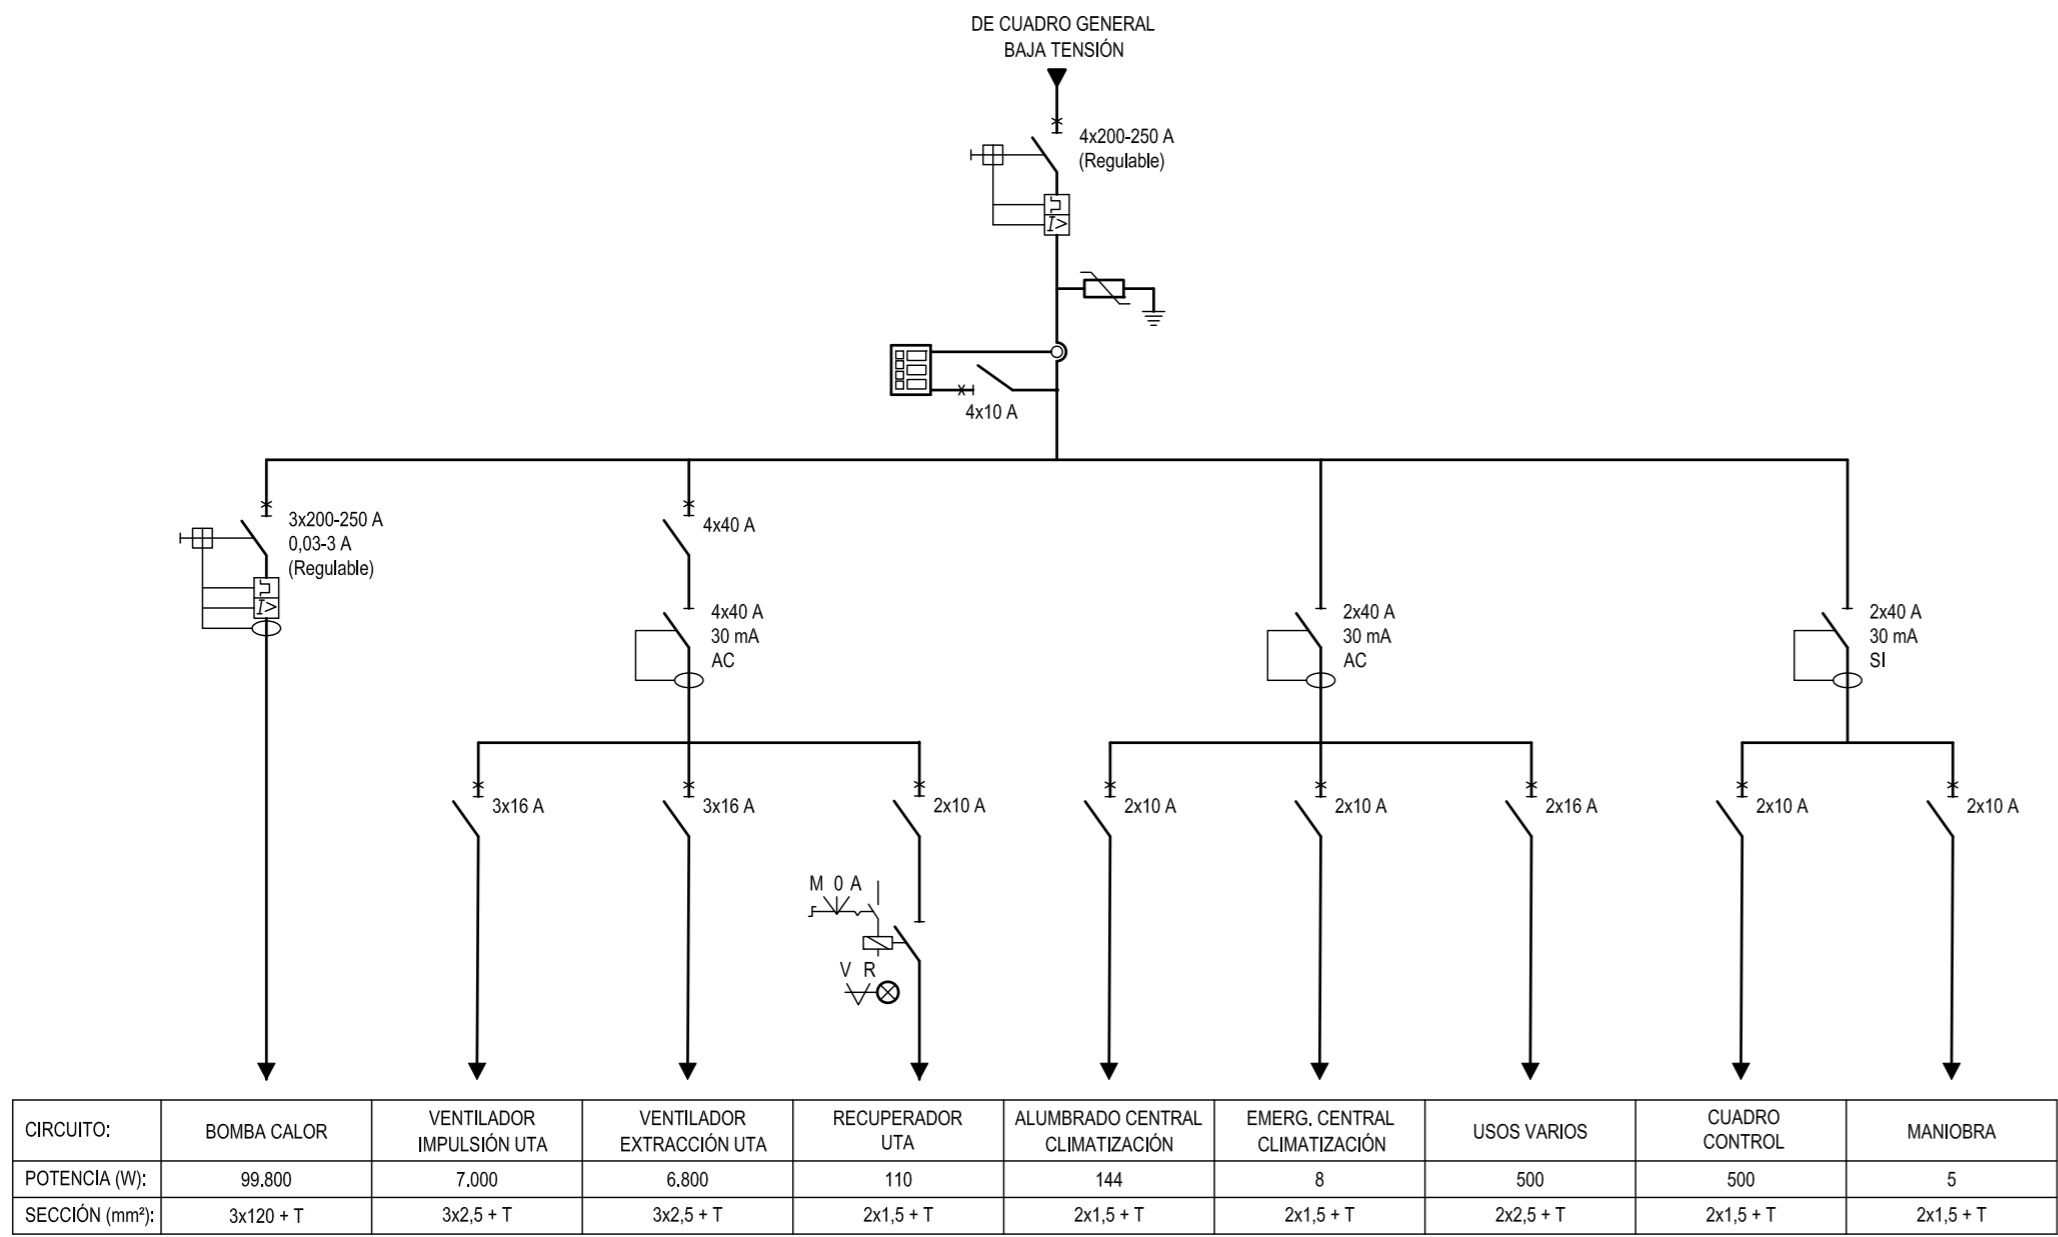 DE CUADRO GENERAL
BAJA TENSIÓN
4x200-250 A
(Regulable)
4x10 A
3x200-250 A
0,03-3 A
(Regulable)
4x40 A
4x40 A
30 mA
AC
2x40 A
30 mA
AC
2x40 A
30 mA
SI
3x16 A
3x16 A
2x10 A
2x10 A
2x10 A
2x16 A
2x10 A
2x10 A
M 0 A
V R
I>
I>
CIRCUITO:
BOMBA CALOR
VENTILADOR
IMPULSIÓN UTA
VENTILADOR
EXTRACCIÓN UTA
RECUPERADOR
UTA
ALUMBRADO CENTRAL
CLIMATIZACIÓN
EMERG. CENTRAL
CLIMATIZACIÓN
USOS VARIOS
CUADRO
CONTROL
MANIOBRA
POTENCIA (W):
99.800
7.000
6.800
110
144
8
500
500
5
SECCIÓN (mm²):
3x120 + T
3x2,5 + T
3x2,5 + T
2x1,5 + T
2x1,5 + T
2x1,5 + T
2x2,5 + T
2x1,5 + T
2x1,5 + T